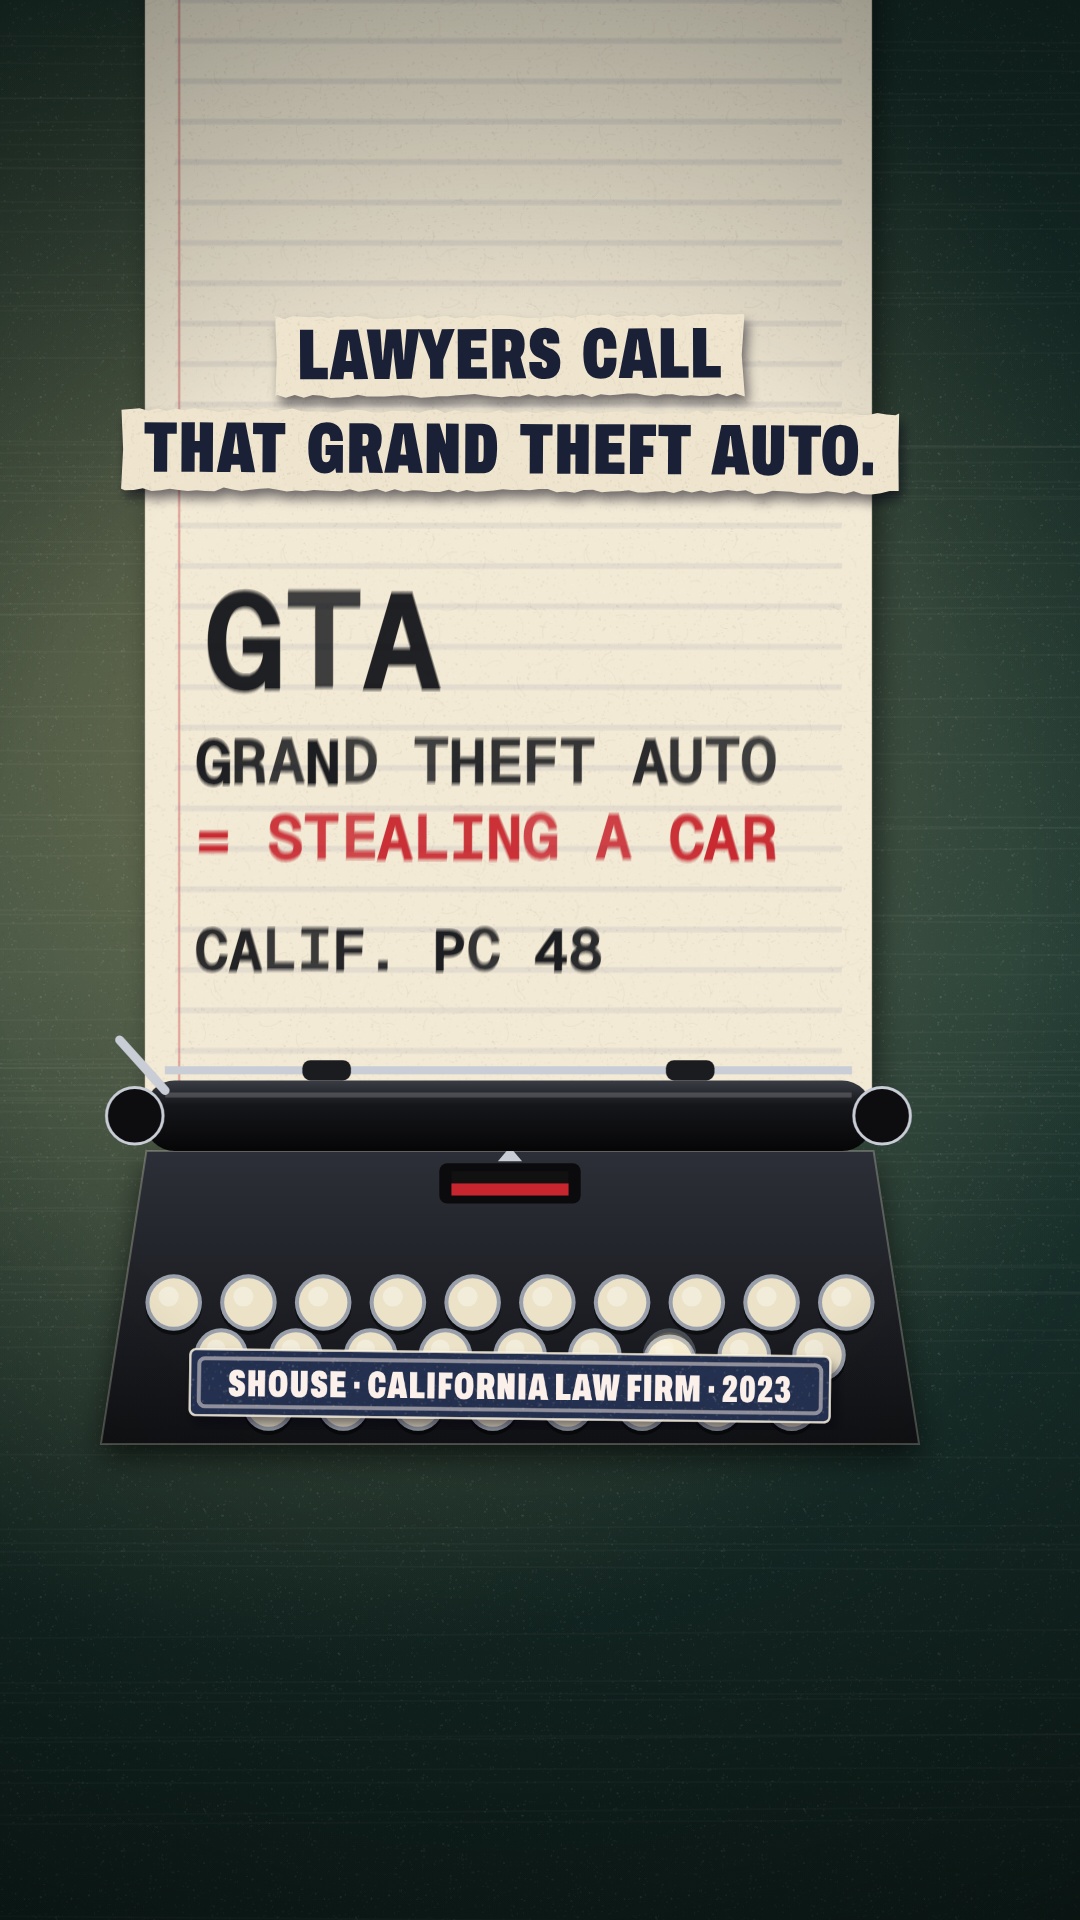 LAWYERS CALL
THAT GRAND THEFT AUTO.
GTA
GRAND THEFT AUTO
= STEALING A CAR
CALIF. PC 48
SHOUSE · CALIFORNIA LAW FIRM · 2023